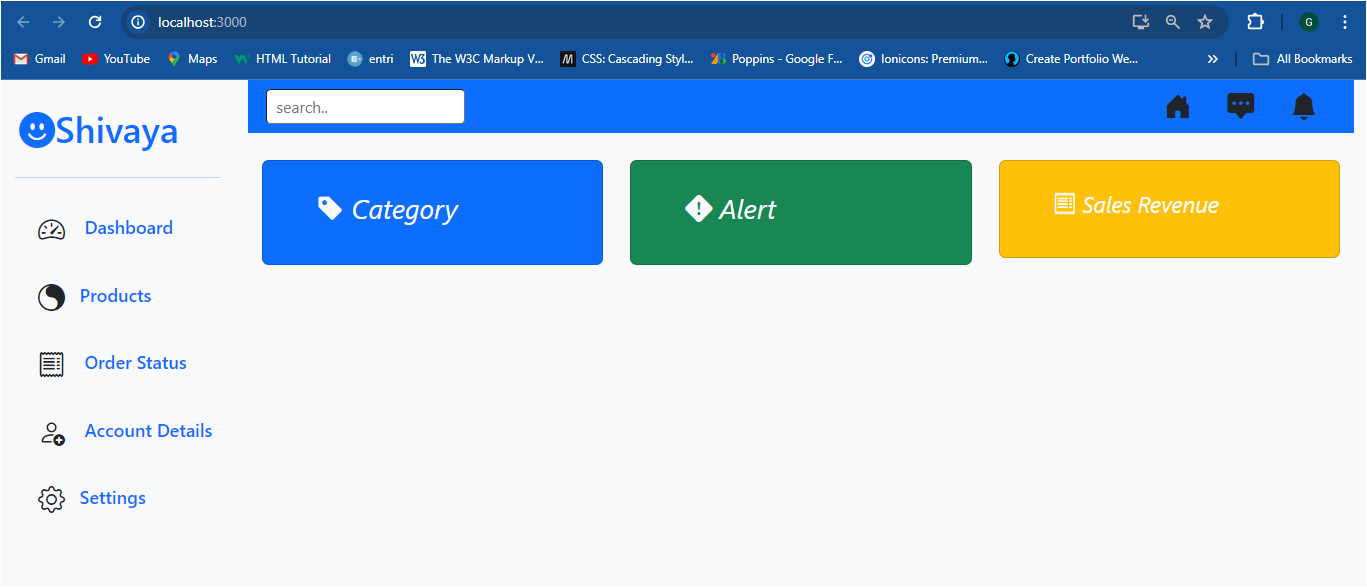 localhost:3000
G
Gmail YouTube Maps HTML Tutorial entri The W3C Markup V... CSS: Cascading Styl... Poppins - Google F... Ionicons: Premium... Create Portfolio We... » All Bookmarks
Shivaya
search..
Category
Alert
Sales Revenue
Dashboard
Products
Order Status
Account Details
Settings